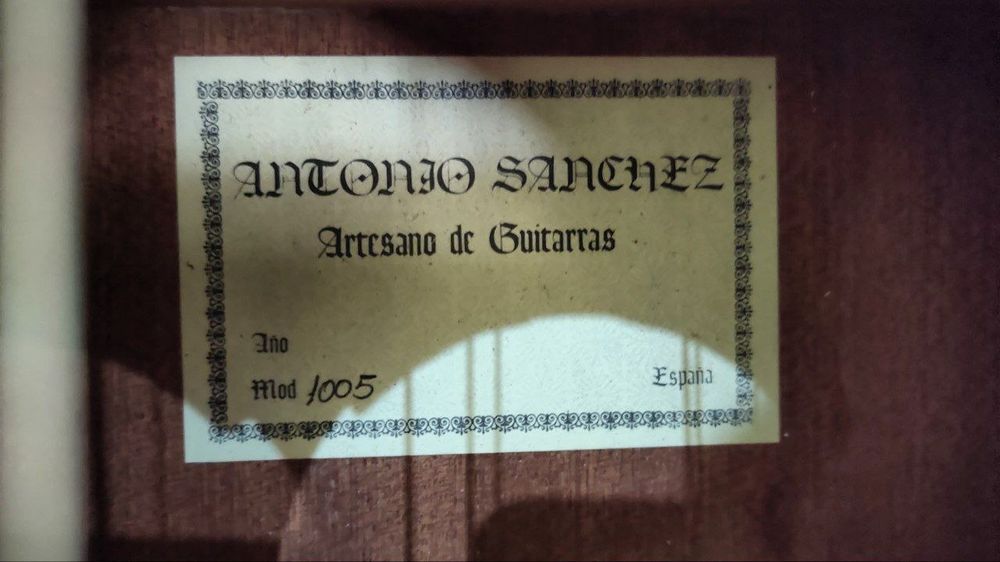 ANTONIO SANCHEZ
Artesano de Guitarras
Año
Mod 1005
España